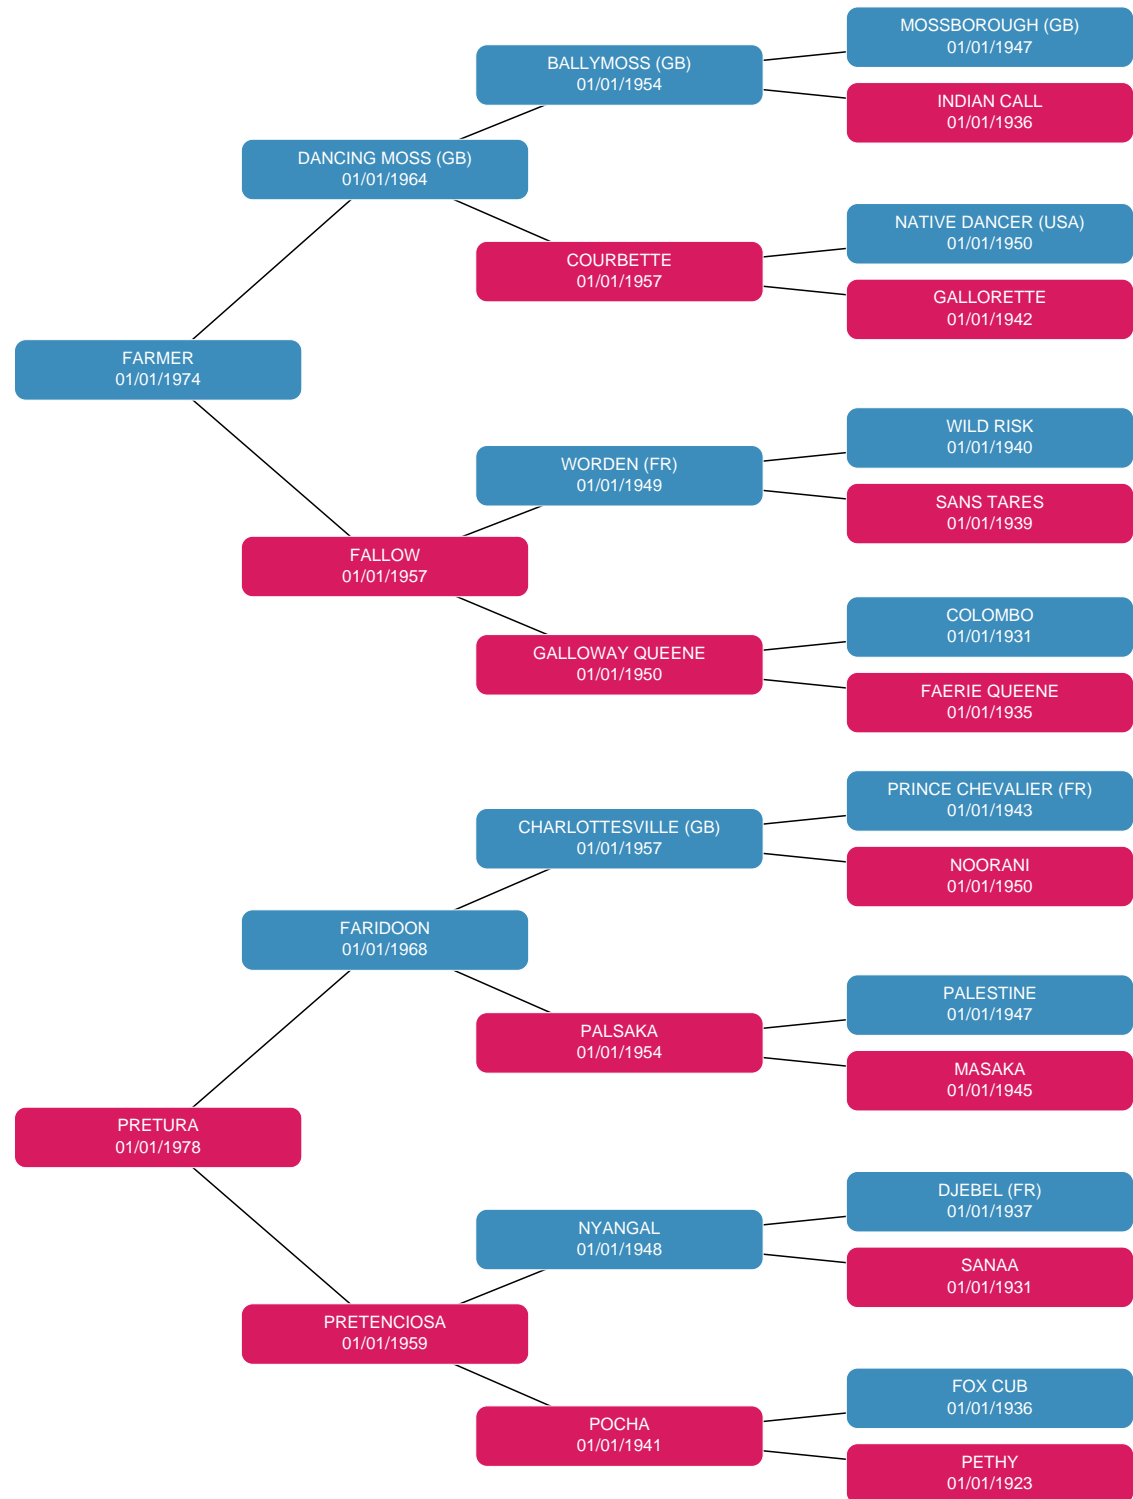 MOSSBOROUGH (GB)
01/01/1947
BALLYMOSS (GB)
01/01/1954
INDIAN CALL
01/01/1936
DANCING MOSS (GB)
01/01/1964
NATIVE DANCER (USA)
01/01/1950
COURBETTE
01/01/1957
GALLORETTE
01/01/1942
FARMER
01/01/1974
WILD RISK
01/01/1940
WORDEN (FR)
01/01/1949
SANS TARES
01/01/1939
FALLOW
01/01/1957
COLOMBO
01/01/1931
GALLOWAY QUEENE
01/01/1950
FAERIE QUEENE
01/01/1935
PRINCE CHEVALIER (FR)
01/01/1943
CHARLOTTESVILLE (GB)
01/01/1957
NOORANI
01/01/1950
FARIDOON
01/01/1968
PALESTINE
01/01/1947
PALSAKA
01/01/1954
MASAKA
01/01/1945
PRETURA
01/01/1978
DJEBEL (FR)
01/01/1937
NYANGAL
01/01/1948
SANAA
01/01/1931
PRETENCIOSA
01/01/1959
FOX CUB
01/01/1936
POCHA
01/01/1941
PETHY
01/01/1923